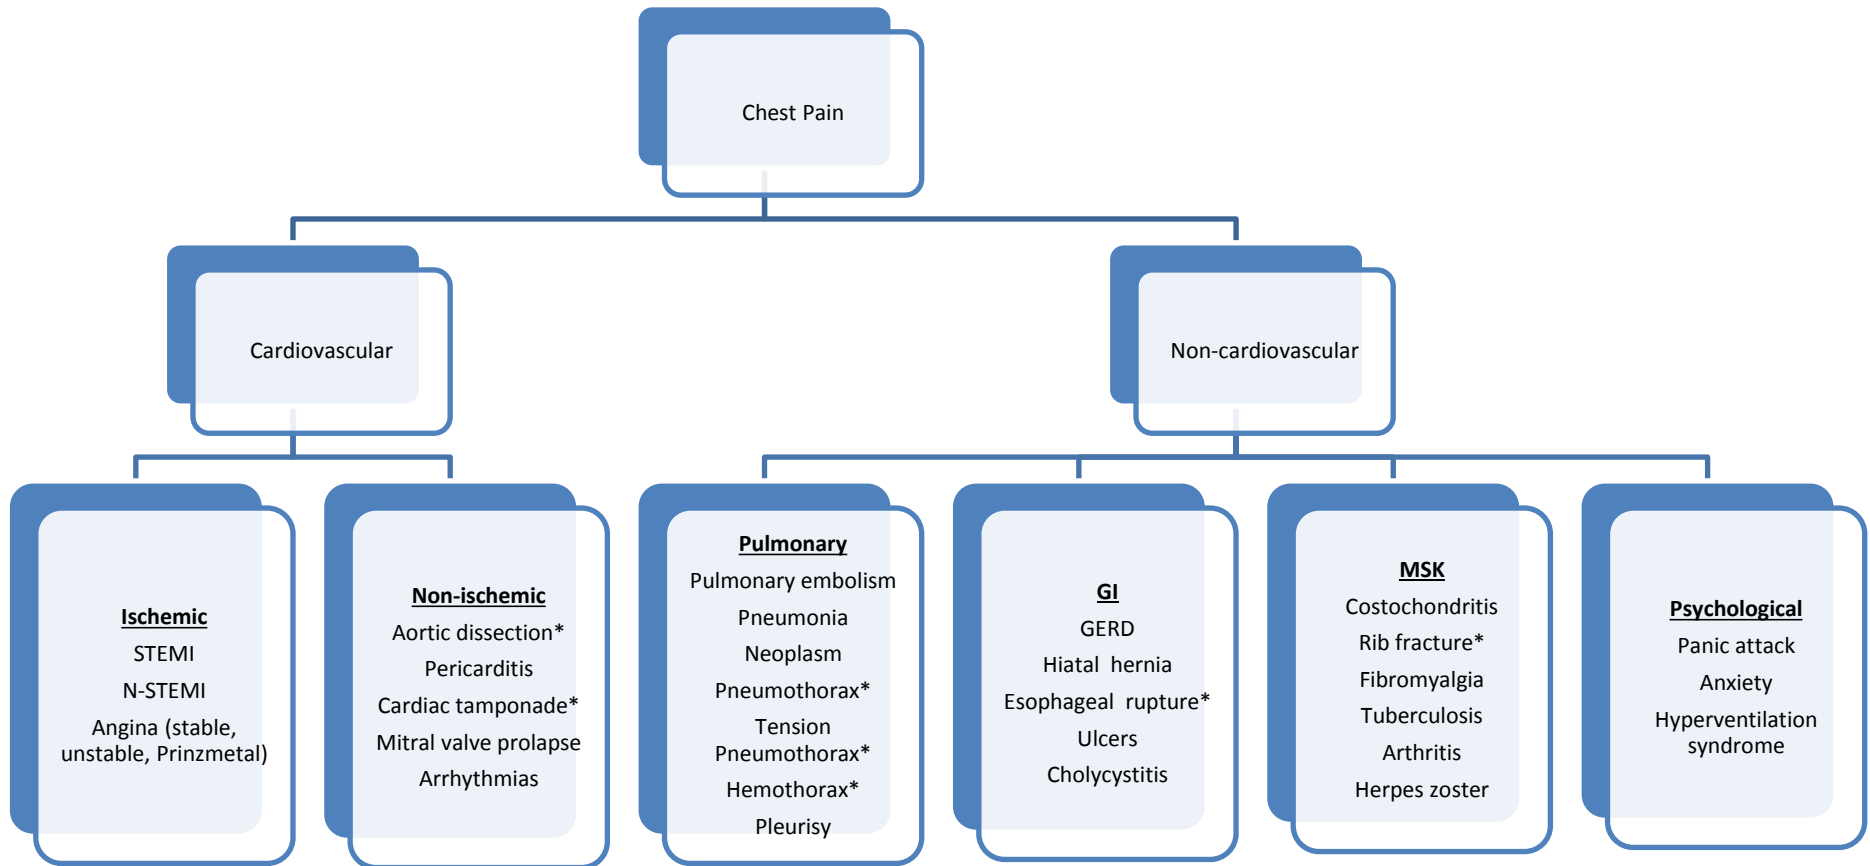 Chest Pain
Cardiovascular
Non-cardiovascular
Ischemic
STEMI
N-STEMI
Angina (stable,
unstable, Prinzmetal)
Non-ischemic
Aortic dissection*
Pericarditis
Cardiac tamponade*
Mitral valve prolapse
Arrhythmias
Pulmonary
Pulmonary embolism
Pneumonia
Neoplasm
Pneumothorax*
Tension
Pneumothorax*
Hemothorax*
Pleurisy
GI
GERD
Hiatal hernia
Esophageal rupture*
Ulcers
Cholycystitis
MSK
Costochondritis
Rib fracture*
Fibromyalgia
Tuberculosis
Arthritis
Herpes zoster
Psychological
Panic attack
Anxiety
Hyperventilation
syndrome